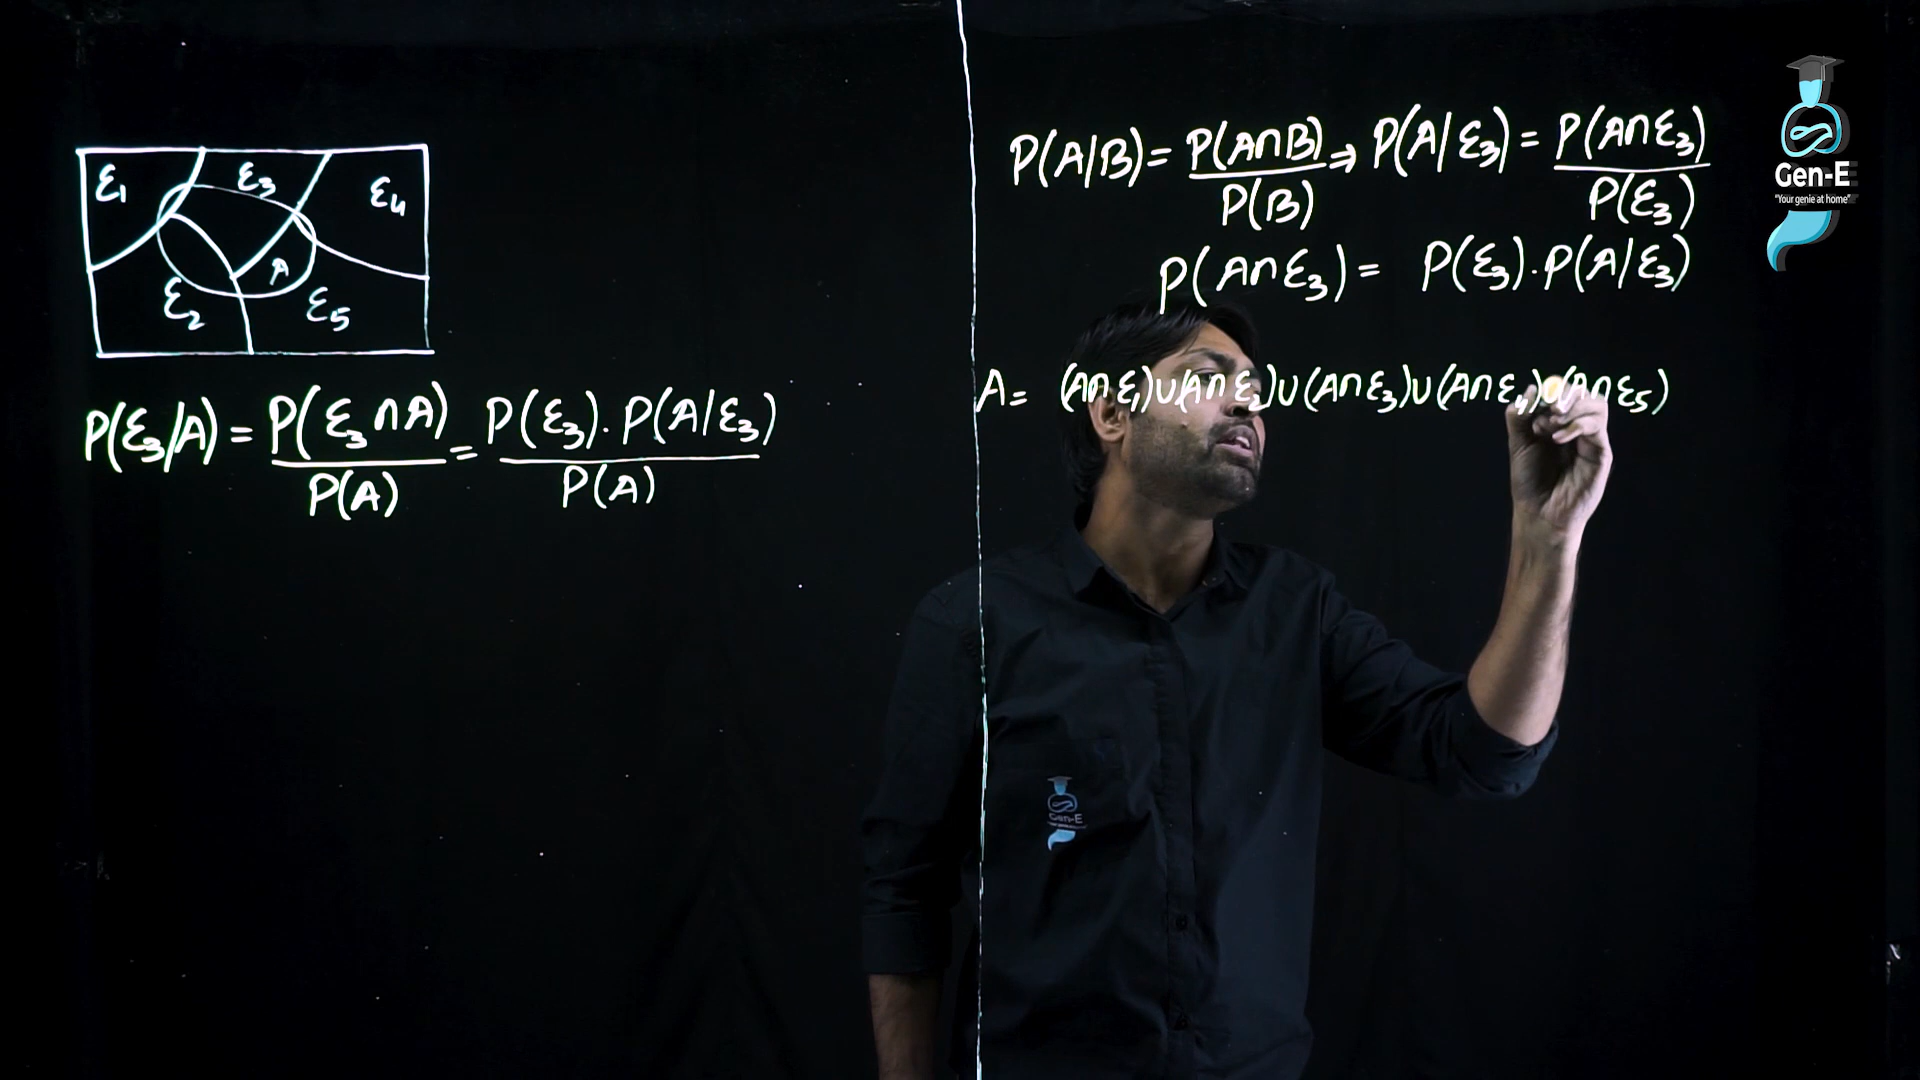 ε1 ε3 ε4
A
ε2 ε5
P(ε3/A) = P(ε3∩A)/P(A) = P(ε3).P(A|ε3)/P(A)
P(A|B) = P(A∩B)/P(B) ⇒ P(A|ε3) = P(A∩ε3)/P(ε3)
P(A∩ε3) = P(ε3).P(A|ε3)
A = (A∩ε1)∪(A∩ε2)∪(A∩ε3)∪(A∩ε4)∪(A∩ε5)
Gen-E
"Your genie at home"
Gen-E